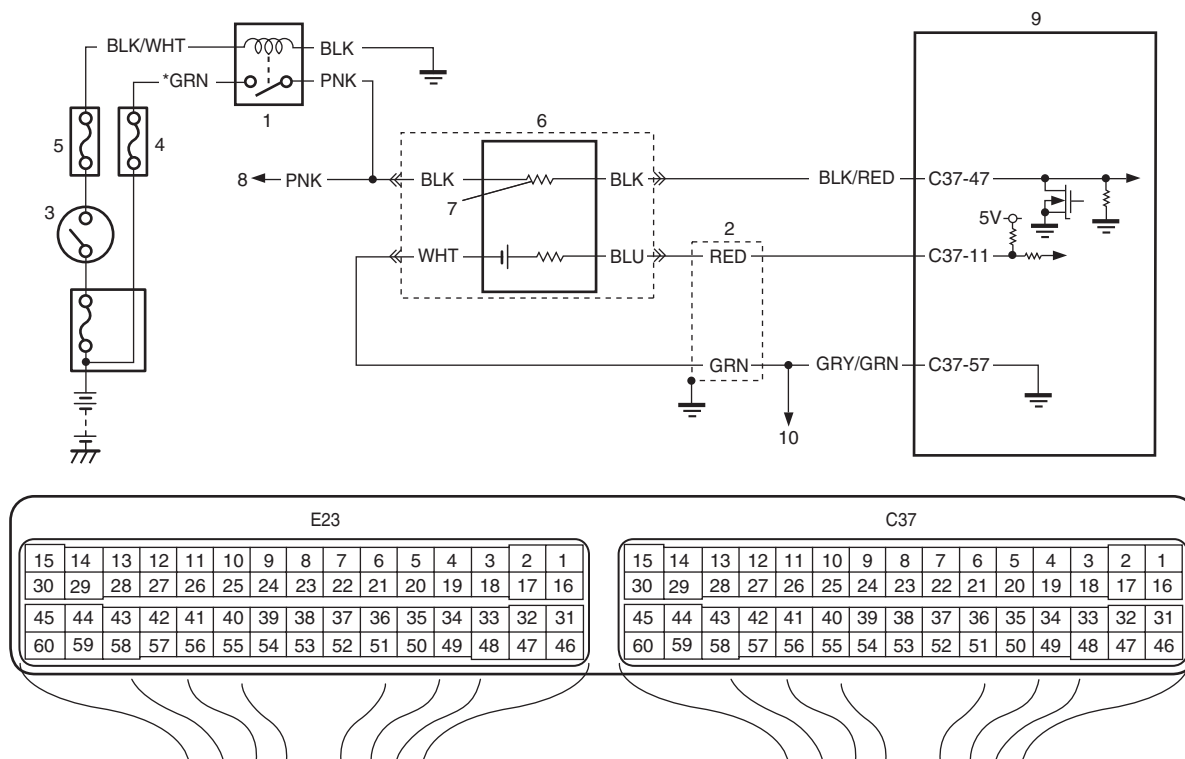 9
BLK/WHT BLK
*GRN PNK
1
5 4
6
8 PNK BLK BLK BLK/RED C37-47
7
3
5V
2
WHT BLU RED C37-11
GRN GRY/GRN C37-57
10
E23 C37
15 14 13 12 11 10 9 8 7 6 5 4 3 2 1 15 14 13 12 11 10 9 8 7 6 5 4 3 2 1
30 29 28 27 26 25 24 23 22 21 20 19 18 17 16 30 29 28 27 26 25 24 23 22 21 20 19 18 17 16
45 44 43 42 41 40 39 38 37 36 35 34 33 32 31 45 44 43 42 41 40 39 38 37 36 35 34 33 32 31
60 59 58 57 56 55 54 53 52 51 50 49 48 47 46 60 59 58 57 56 55 54 53 52 51 50 49 48 47 46